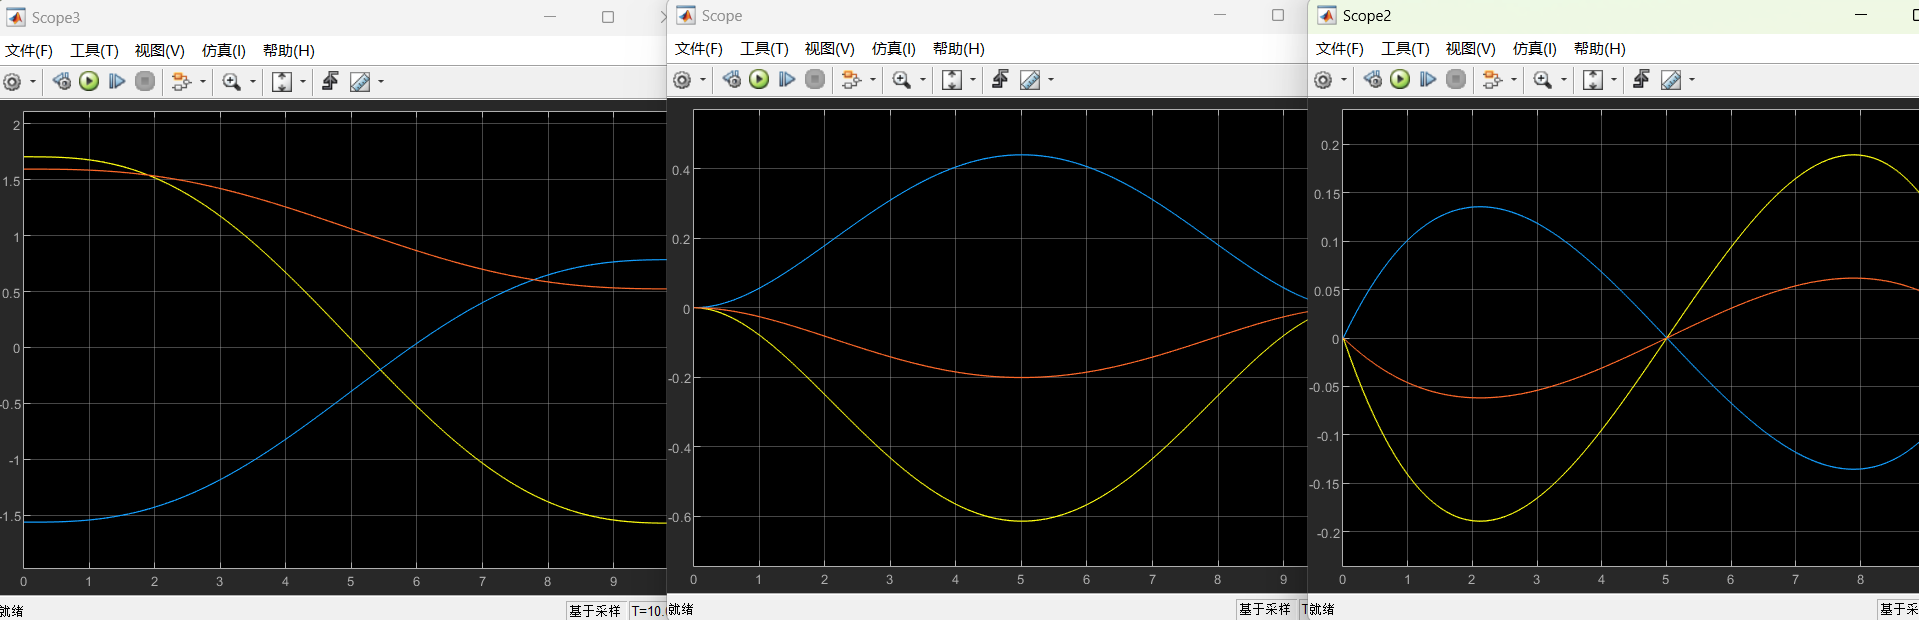 Scope3
文件(F) 工具(T) 视图(V) 仿真(I) 帮助(H)
2
1.5
1
0.5
0
-0.5
-1
-1.5
0 1 2 3 4 5 6 7 8 9
就绪 基于采样 T=10.
Scope
文件(F) 工具(T) 视图(V) 仿真(I) 帮助(H)
0.4
0.2
0
-0.2
-0.4
-0.6
0 1 2 3 4 5 6 7 8 9
就绪 基于采样 T
Scope2
文件(F) 工具(T) 视图(V) 仿真(I) 帮助(H)
0.2
0.15
0.1
0.05
0
-0.05
-0.1
-0.15
-0.2
0 1 2 3 4 5 6 7 8
就绪 基于采